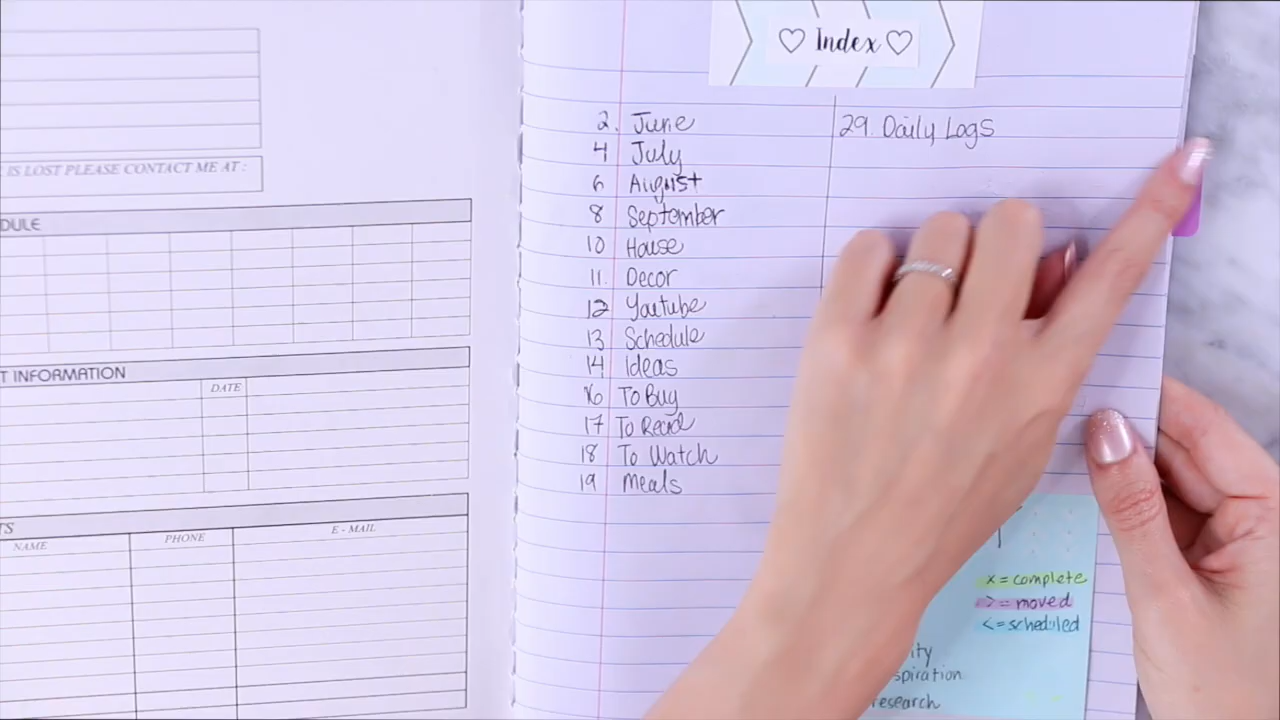 IS LOST PLEASE CONTACT ME AT :
DULE
T INFORMATION
DATE
TS
NAME PHONE E - MAIL
♡ Index ♡
2. June
4 July
6 August
8 September
10 House
11. Decor
12 Youtube
13 Schedule
14 Ideas
16 To Buy
17 To Read
18 To Watch
19 Meals
29. Daily Logs
x = complete
> = moved
< = scheduled
ity
spiration
research